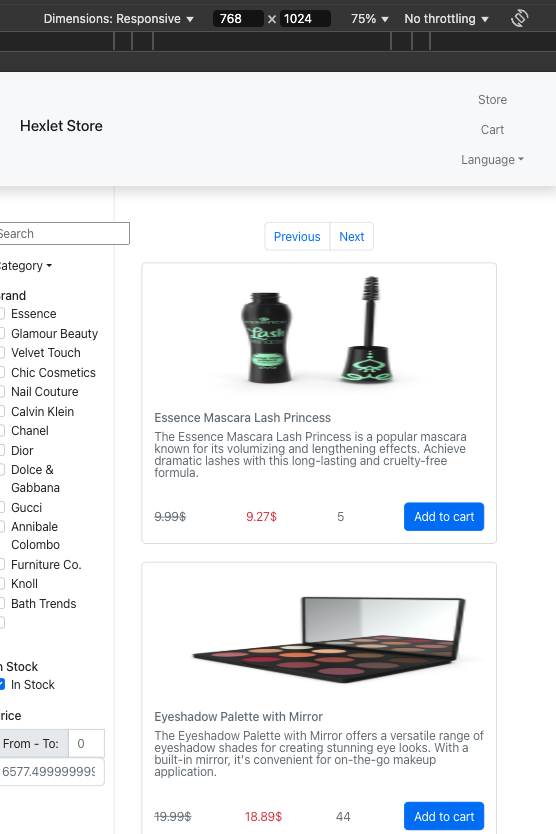 Dimensions: Responsive 768 × 1024 75% No throttling
Store
Hexlet Store
Cart
Language
Search
Previous Next
ategory
rand
Essence
Glamour Beauty
Velvet Touch
Chic Cosmetics
Nail Couture
Calvin Klein
Chanel
Dior
Dolce &
Gabbana
Gucci
Annibale
Colombo
Furniture Co.
Knoll
Bath Trends
n Stock
In Stock
rice
From - To: 0
6577.499999999
essence
Lash
Essence Mascara Lash Princess
The Essence Mascara Lash Princess is a popular mascara
known for its volumizing and lengthening effects. Achieve
dramatic lashes with this long-lasting and cruelty-free
formula.
9.99$ 9.27$ 5 Add to cart
Eyeshadow Palette with Mirror
The Eyeshadow Palette with Mirror offers a versatile range of
eyeshadow shades for creating stunning eye looks. With a
built-in mirror, it's convenient for on-the-go makeup
application.
19.99$ 18.89$ 44 Add to cart